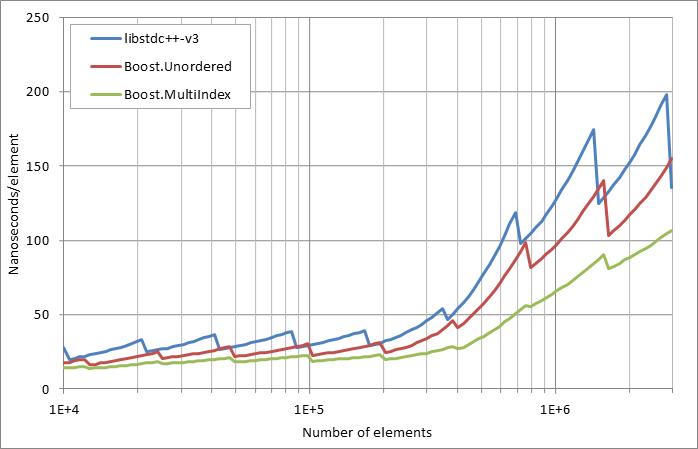 250
200
150
100
50
0
Nanoseconds/element
libstdc++-v3
Boost.Unordered
Boost.MultiIndex
1E+4
1E+5
1E+6
Number of elements